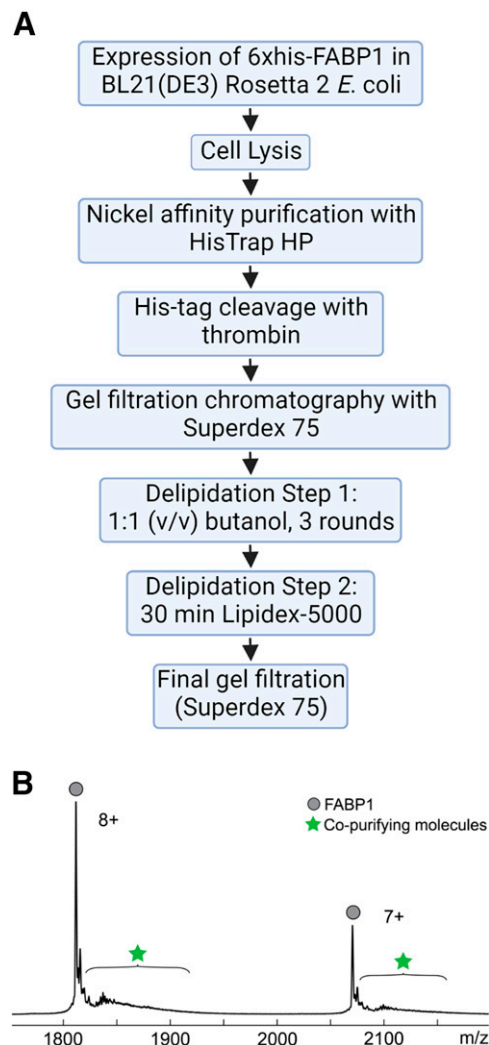 A
Expression of 6xhis-FABP1 in
BL21(DE3) Rosetta 2 E. coli
Cell Lysis
Nickel affinity purification with
HisTrap HP
His-tag cleavage with
thrombin
Gel filtration chromatography with
Superdex 75
Delipidation Step 1:
1:1 (v/v) butanol, 3 rounds
Delipidation Step 2:
30 min Lipidex-5000
Final gel filtration
(Superdex 75)
B
FABP1
8+
Co-purifying molecules
7+
1800 1900 2000 2100 m/z